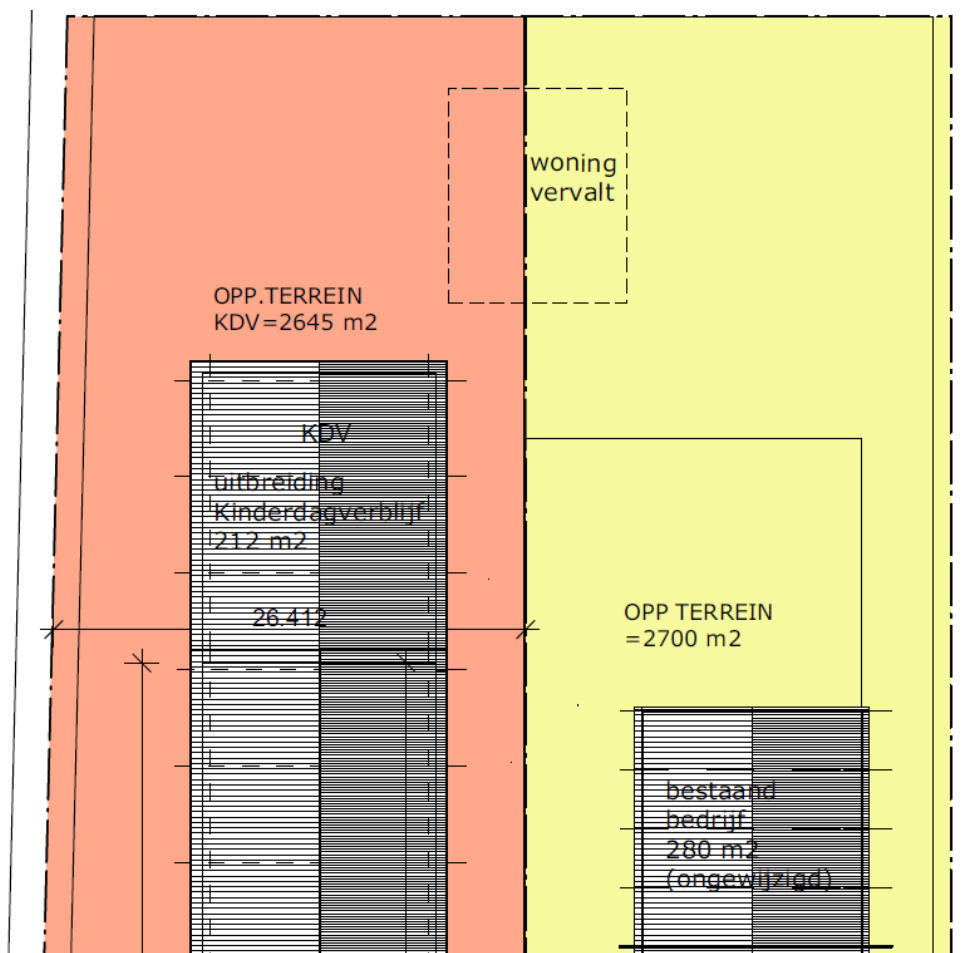 woning
vervalt
OPP.TERREIN
KDV=2645 m2
KDV
uitbreiding
Kinderdagverblijf
212 m2
26.412
OPP TERREIN
=2700 m2
bestaand
bedrijf
280 m2
(ongewijzigd)